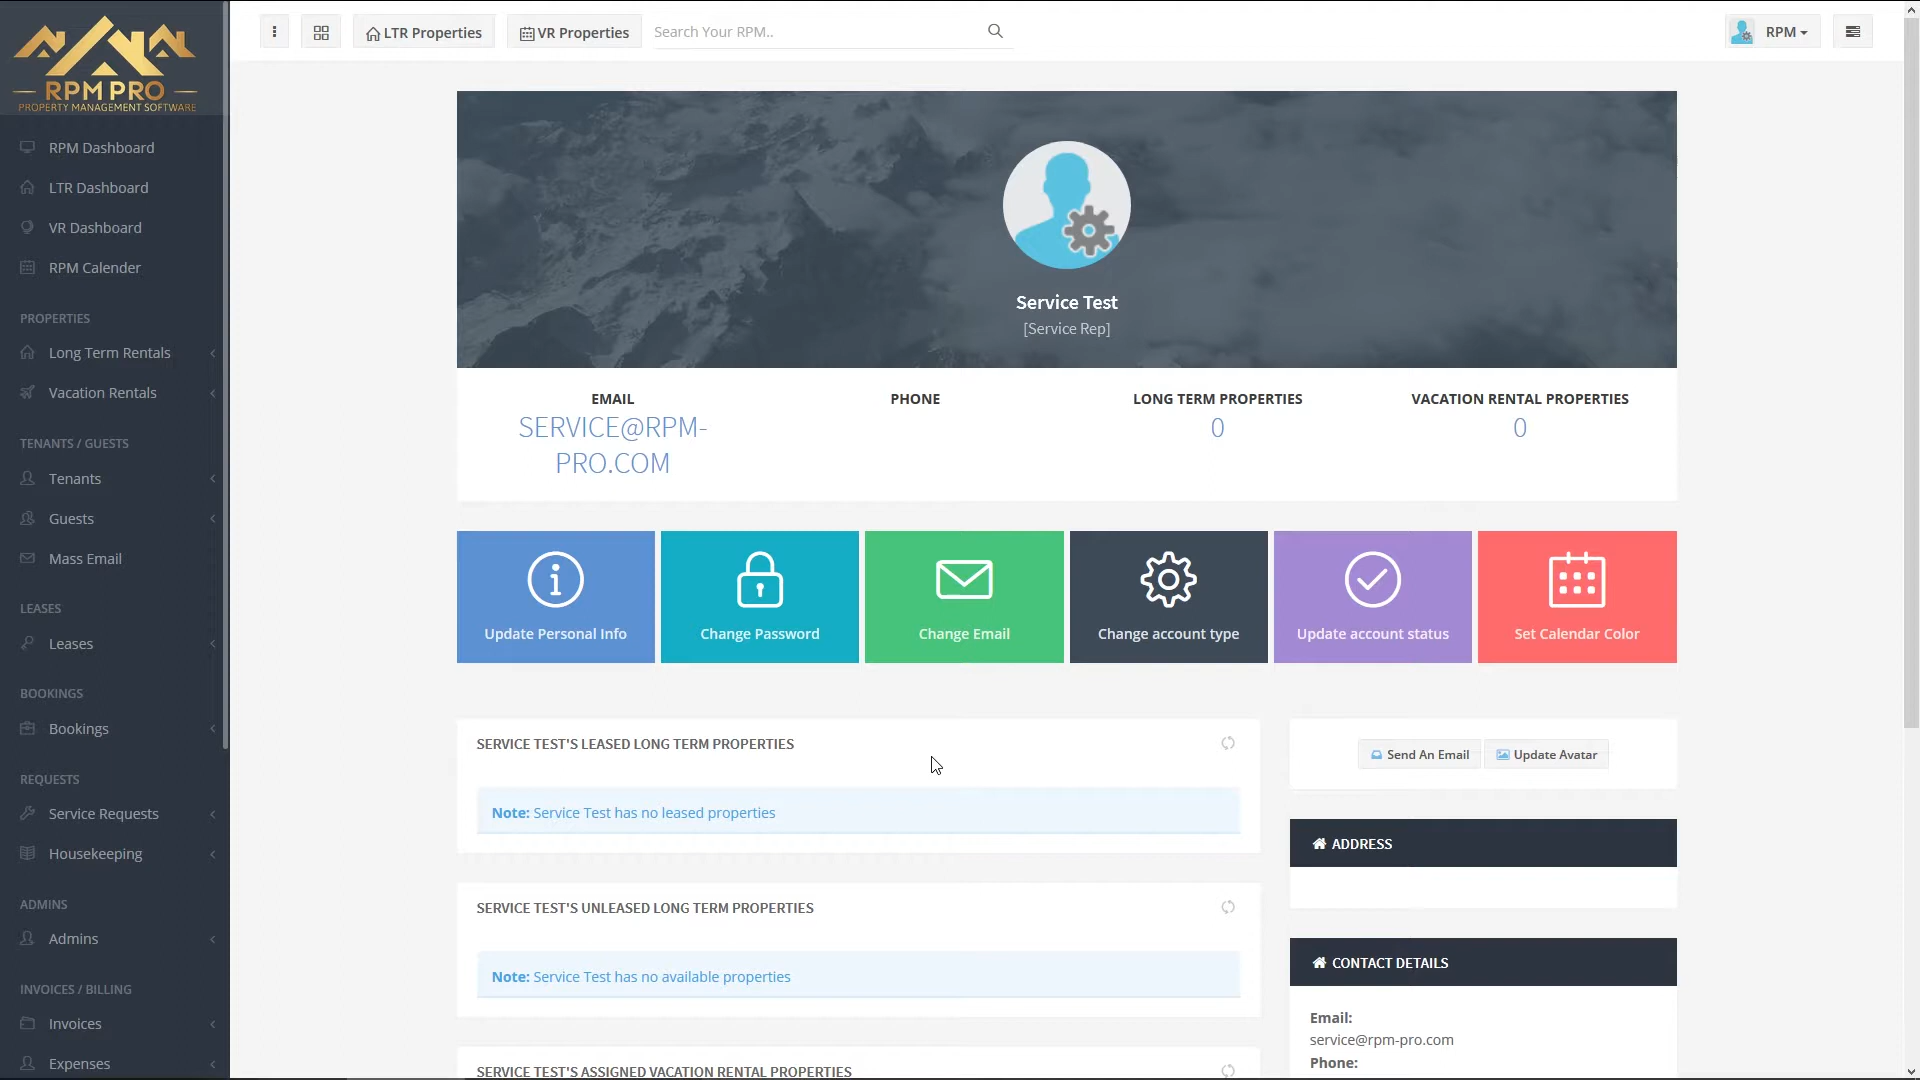 RPM PRO
PROPERTY MANAGEMENT SOFTWARE
LTR Properties
VR Properties
Search Your RPM..
RPM
RPM Dashboard
LTR Dashboard
VR Dashboard
RPM Calender
PROPERTIES
Long Term Rentals
Vacation Rentals
TENANTS / GUESTS
Tenants
Guests
Mass Email
LEASES
Leases
BOOKINGS
Bookings
REQUESTS
Service Requests
Housekeeping
ADMINS
Admins
INVOICES / BILLING
Invoices
Expenses
Service Test
[Service Rep]
EMAIL
SERVICE@RPM-
PRO.COM
PHONE
LONG TERM PROPERTIES
0
VACATION RENTAL PROPERTIES
0
Update Personal Info
Change Password
Change Email
Change account type
Update account status
Set Calendar Color
SERVICE TEST'S LEASED LONG TERM PROPERTIES
Note: Service Test has no leased properties
SERVICE TEST'S UNLEASED LONG TERM PROPERTIES
Note: Service Test has no available properties
SERVICE TEST'S ASSIGNED VACATION RENTAL PROPERTIES
Send An Email
Update Avatar
ADDRESS
CONTACT DETAILS
Email:
service@rpm-pro.com
Phone: